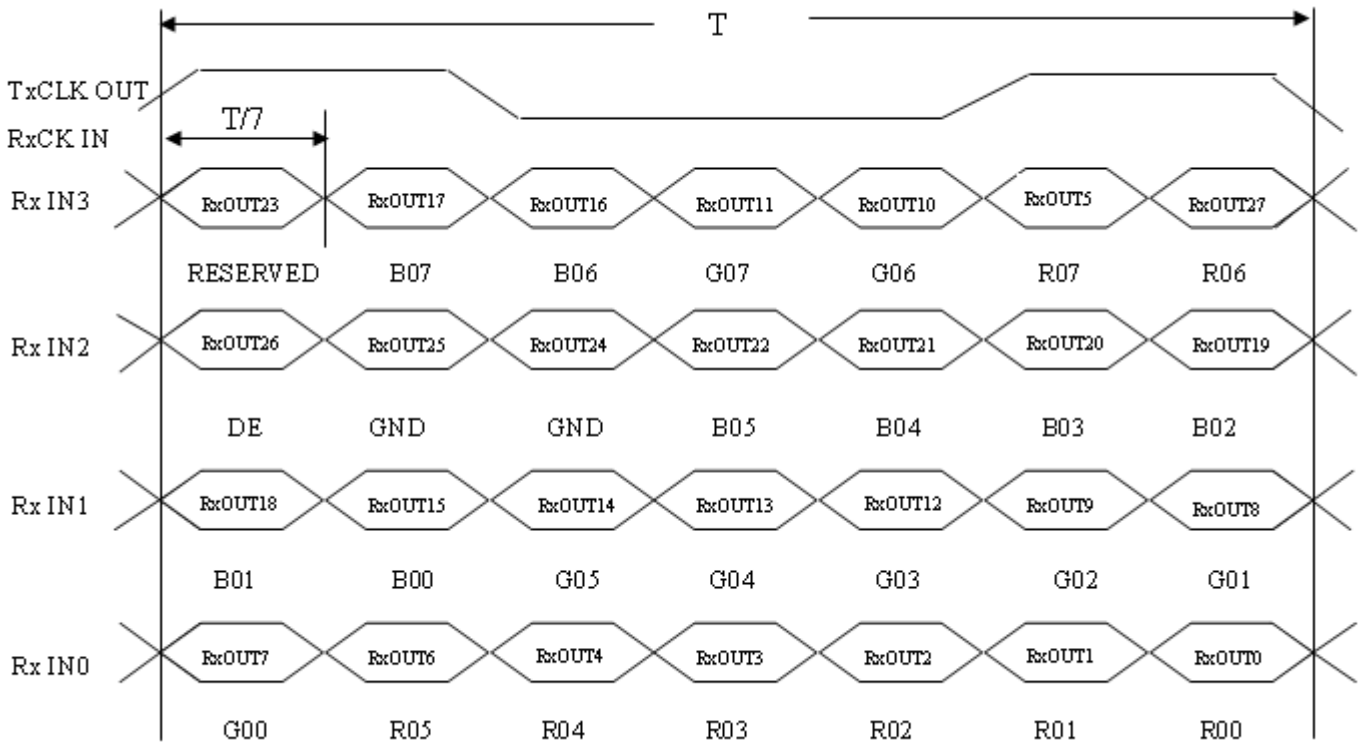 T
TxCLK OUT
T/7
RxCK IN
Rx IN3 RxOUT23 RxOUT17 RxOUT16 RxOUT11 RxOUT10 RxOUT5 RxOUT27
RESERVED B07 B06 G07 G06 R07 R06
Rx IN2 RxOUT26 RxOUT25 RxOUT24 RxOUT22 RxOUT21 RxOUT20 RxOUT19
DE GND GND B05 B04 B03 B02
Rx IN1 RxOUT18 RxOUT15 RxOUT14 RxOUT13 RxOUT12 RxOUT9 RxOUT8
B01 B00 G05 G04 G03 G02 G01
Rx IN0 RxOUT7 RxOUT6 RxOUT4 RxOUT3 RxOUT2 RxOUT1 RxOUT0
G00 R05 R04 R03 R02 R01 R00